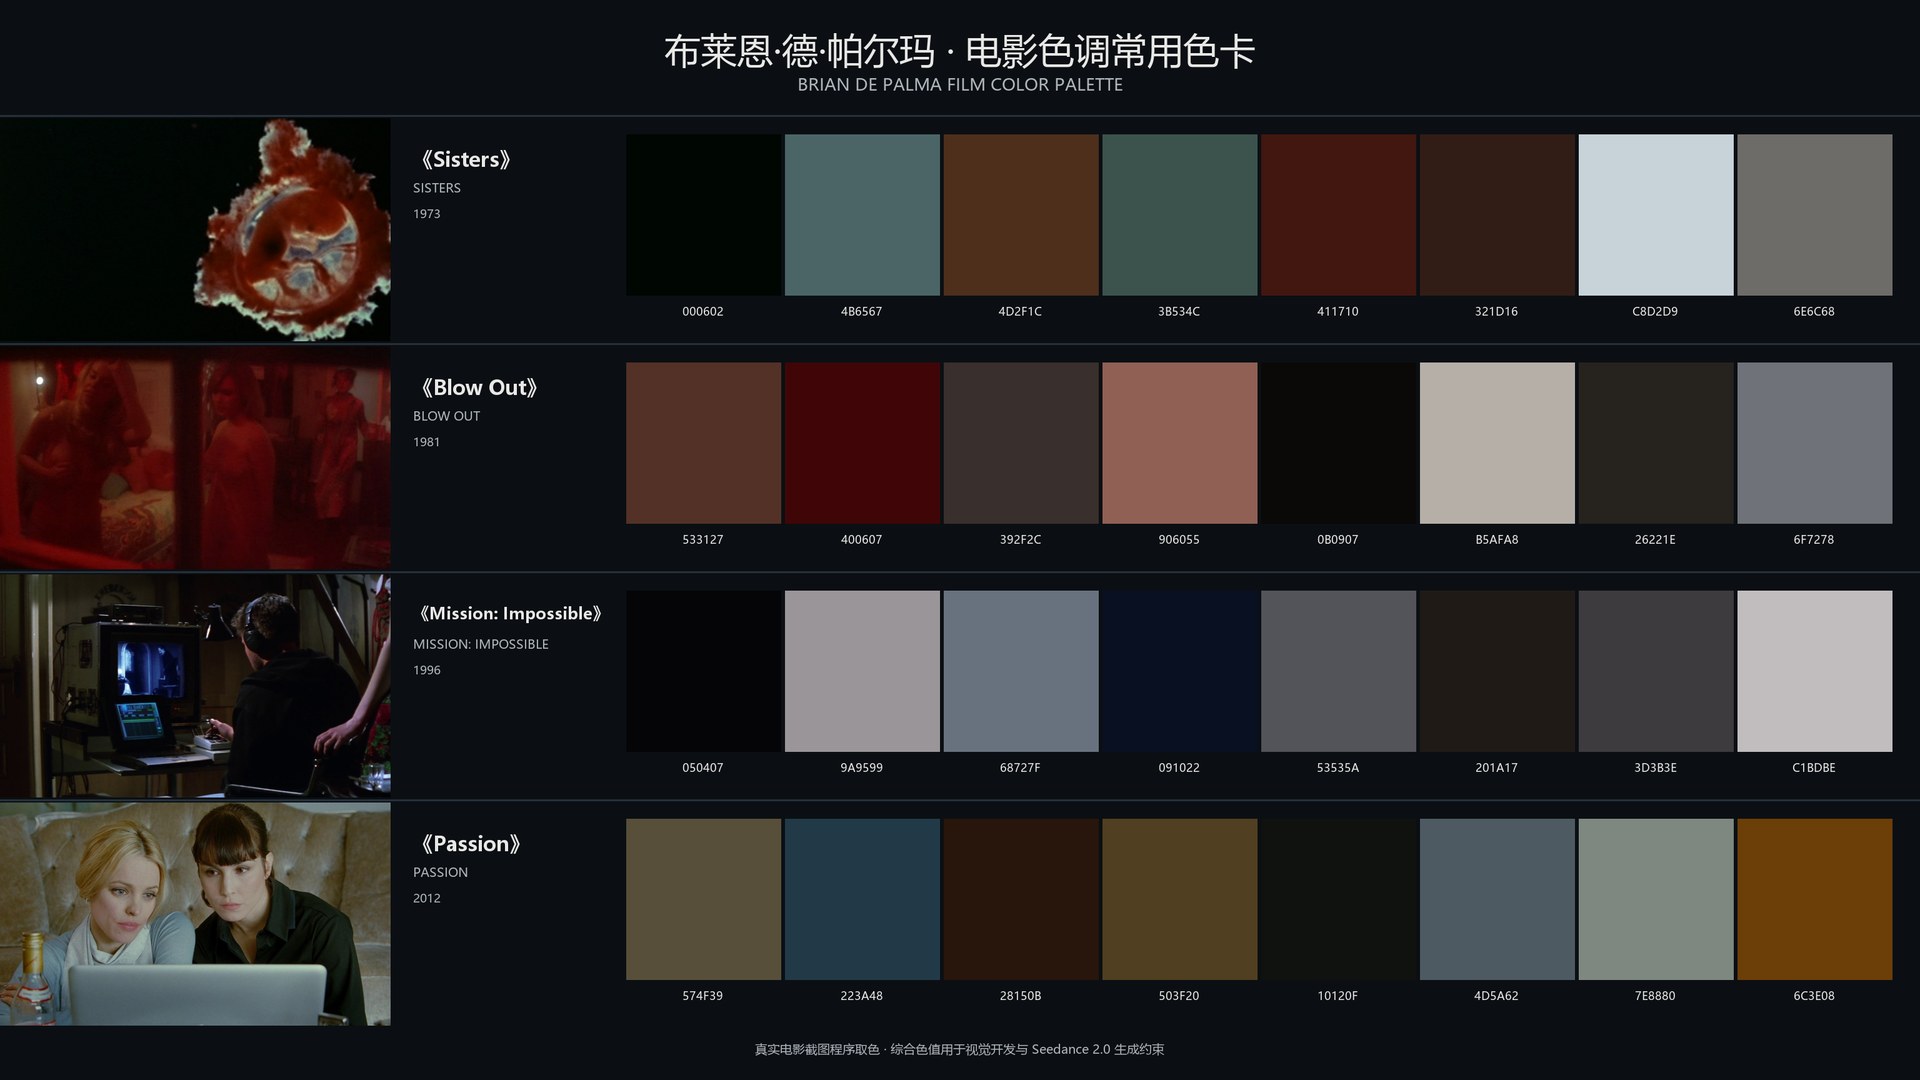 布莱恩·德·帕尔玛 · 电影色调常用色卡
BRIAN DE PALMA FILM COLOR PALETTE
《Sisters》
SISTERS
1973
000602 4B6567 4D2F1C 3B534C 411710 321D16 C8D2D9 6E6C68
《Blow Out》
BLOW OUT
1981
533127 400607 392F2C 906055 0B0907 B5AFA8 26221E 6F7278
《Mission: Impossible》
MISSION: IMPOSSIBLE
1996
050407 9A9599 68727F 091022 53535A 201A17 3D3B3E C1BDBE
《Passion》
PASSION
2012
574F39 223A48 28150B 503F20 10120F 4D5A62 7E8880 6C3E08
真实电影截图程序取色 · 综合色值用于视觉开发与 Seedance 2.0 生成约束